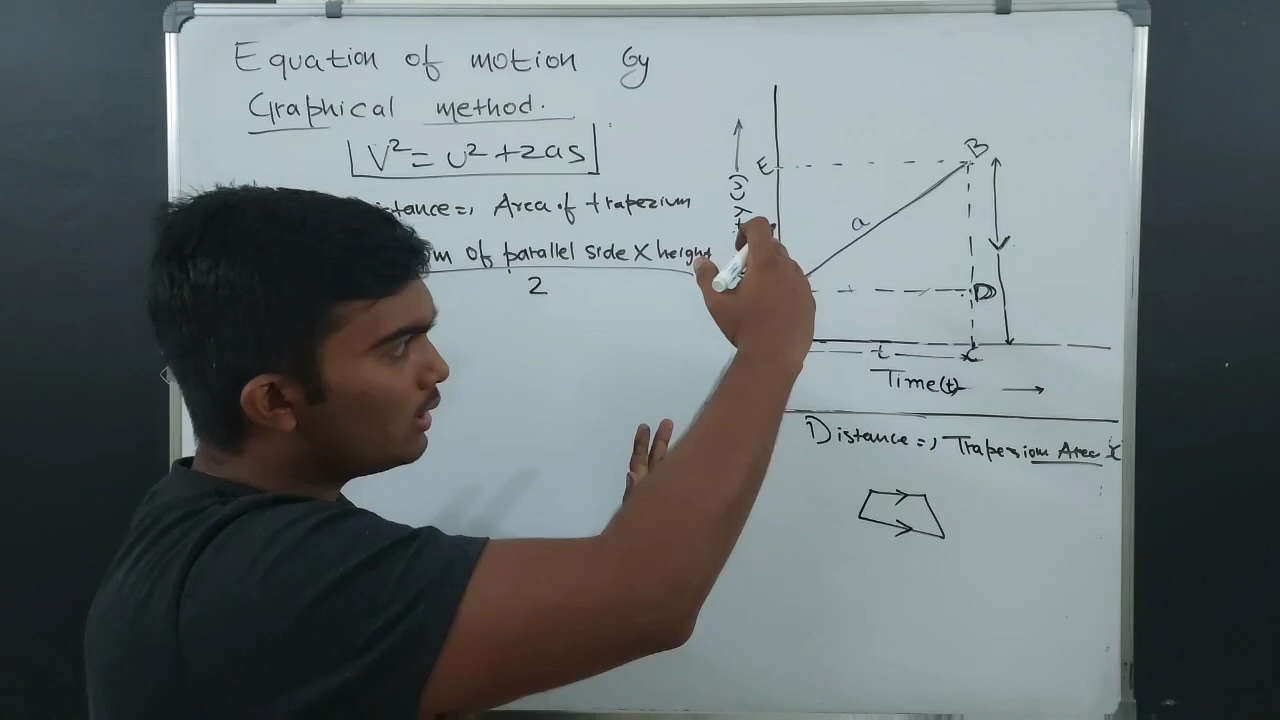 Equation of motion by
Graphical method.
V² = u² + 2as
Distance =, Area of trapezium
of parallel side X height
2
E
B
a
D
t
C
Time(t)
Distance =, Trapezium Area